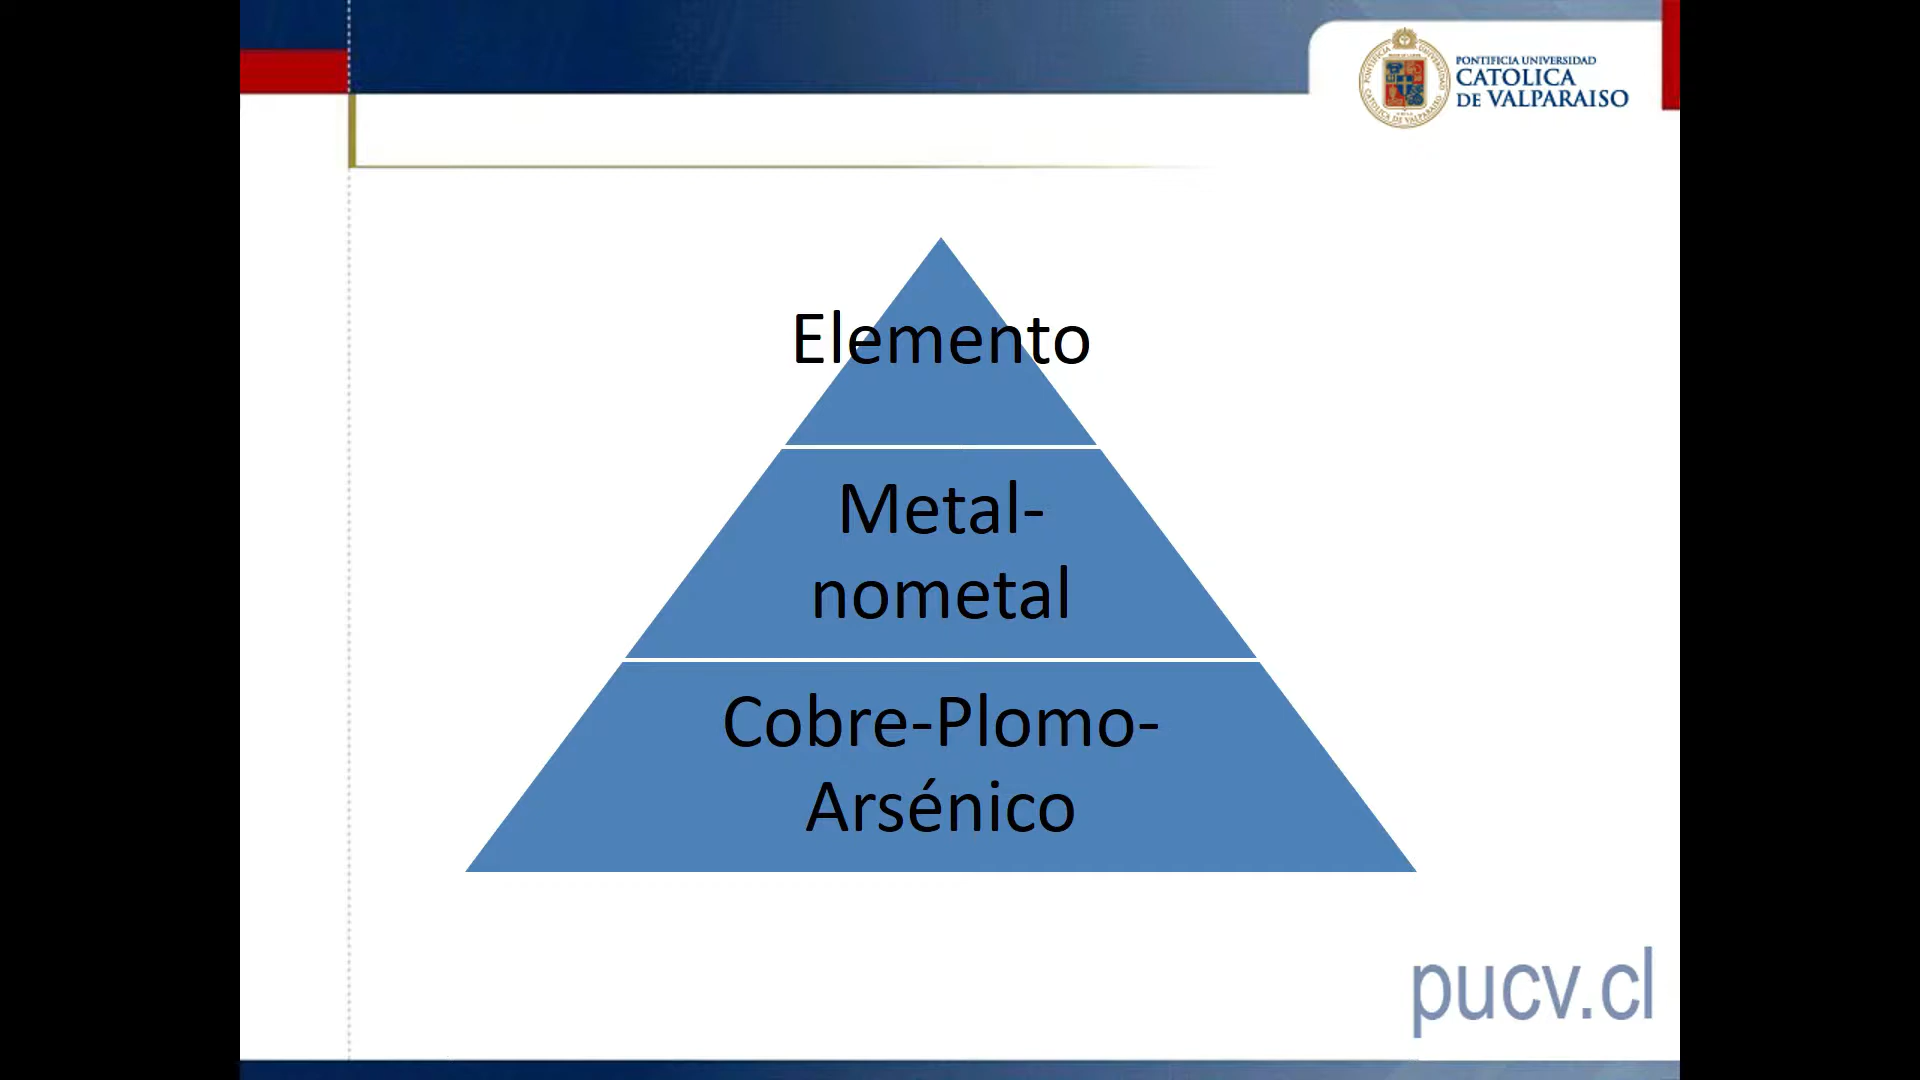 PONTIFICIA UNIVERSIDAD
CATOLICA
DE VALPARAISO
Elemento
Metal-
nometal
Cobre-Plomo-
Arsénico
pucv.cl